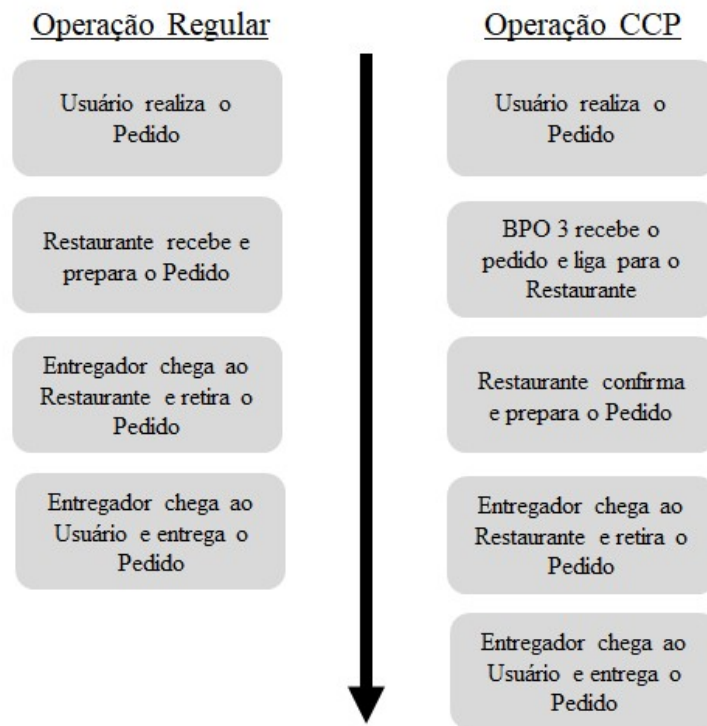 Operação Regular
Usuário realiza o
Pedido
Restaurante recebe e
prepara o Pedido
Entregador chega ao
Restaurante e retira o
Pedido
Entregador chega ao
Usuário e entrega o
Pedido
Operação CCP
Usuário realiza o
Pedido
BPO 3 recebe o
pedido e liga para o
Restaurante
Restaurante confirma
e prepara o Pedido
Entregador chega ao
Restaurante e retira o
Pedido
Entregador chega ao
Usuário e entrega o
Pedido